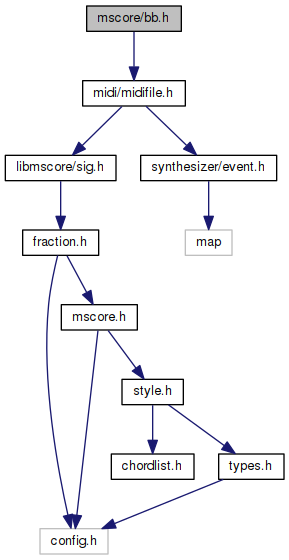 mscore/bb.h
midi/midifile.h
libmscore/sig.h
synthesizer/event.h
fraction.h
map
mscore.h
style.h
chordlist.h
types.h
config.h